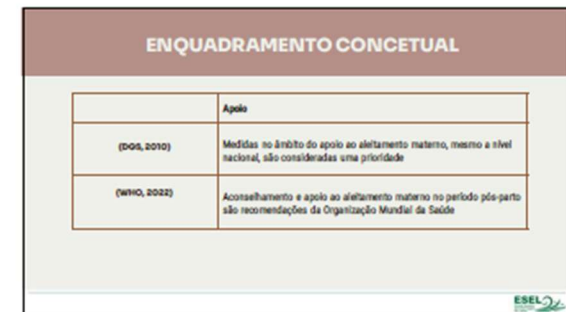 ENQUADRAMENTO CONCETUAL
Apoio
(DGS, 2010)
Medidas no âmbito do apoio ao aleitamento materno, mesmo a nível
nacional, são consideradas uma prioridade
(WHO, 2022)
Aconselhamento e apoio ao aleitamento materno no período pós-parto
são recomendações da Organização Mundial da Saúde
ESEL